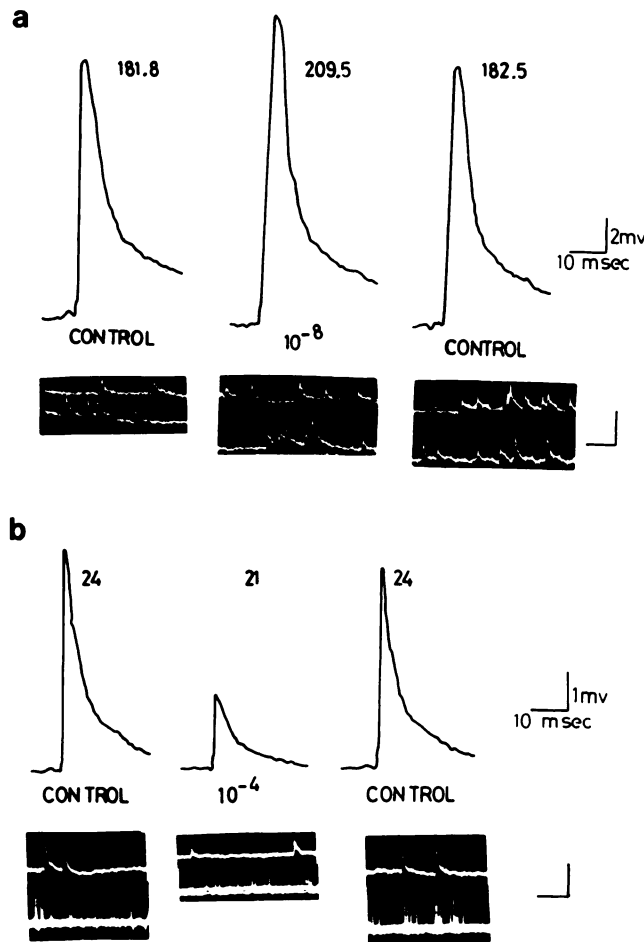 a
181.8
209.5
182.5
2mv
10 msec
CONTROL
10⁻⁸
CONTROL
b
24
21
24
1mv
10 msec
CONTROL
10⁻⁴
CONTROL